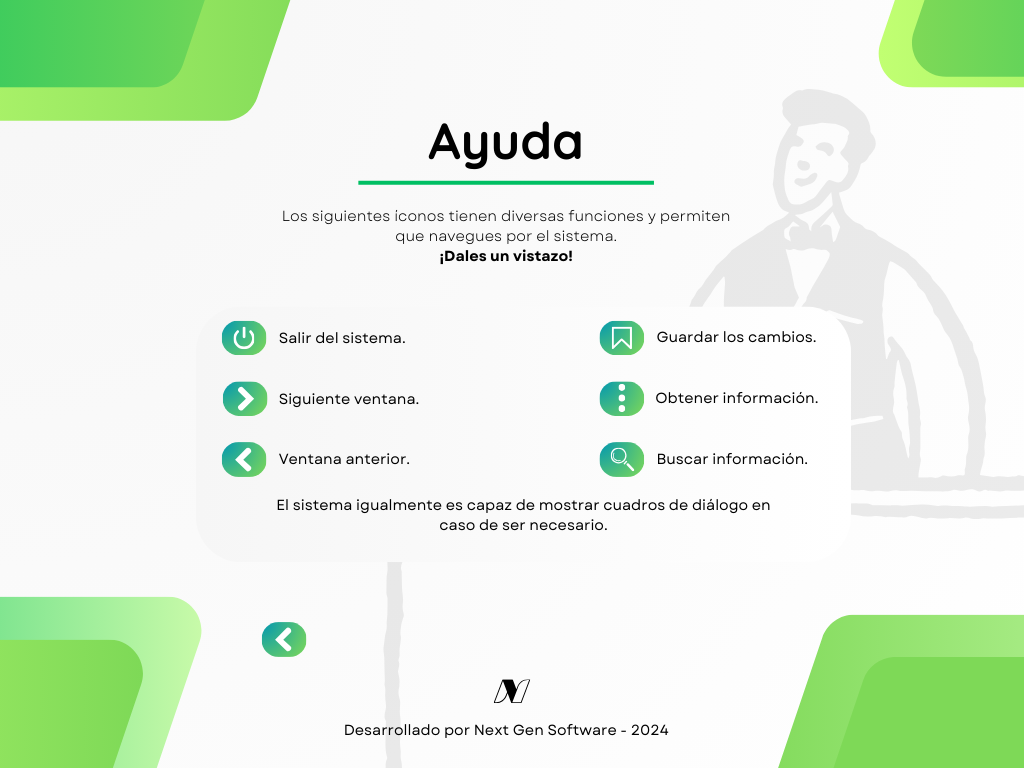 Ayuda
Los siguientes iconos tienen diversas funciones y permiten
que navegues por el sistema.
¡Dales un vistazo!
Salir del sistema.
Siguiente ventana.
Ventana anterior.
Guardar los cambios.
Obtener información.
Buscar información.
El sistema igualmente es capaz de mostrar cuadros de diálogo en
caso de ser necesario.
N
Desarrollado por Next Gen Software - 2024